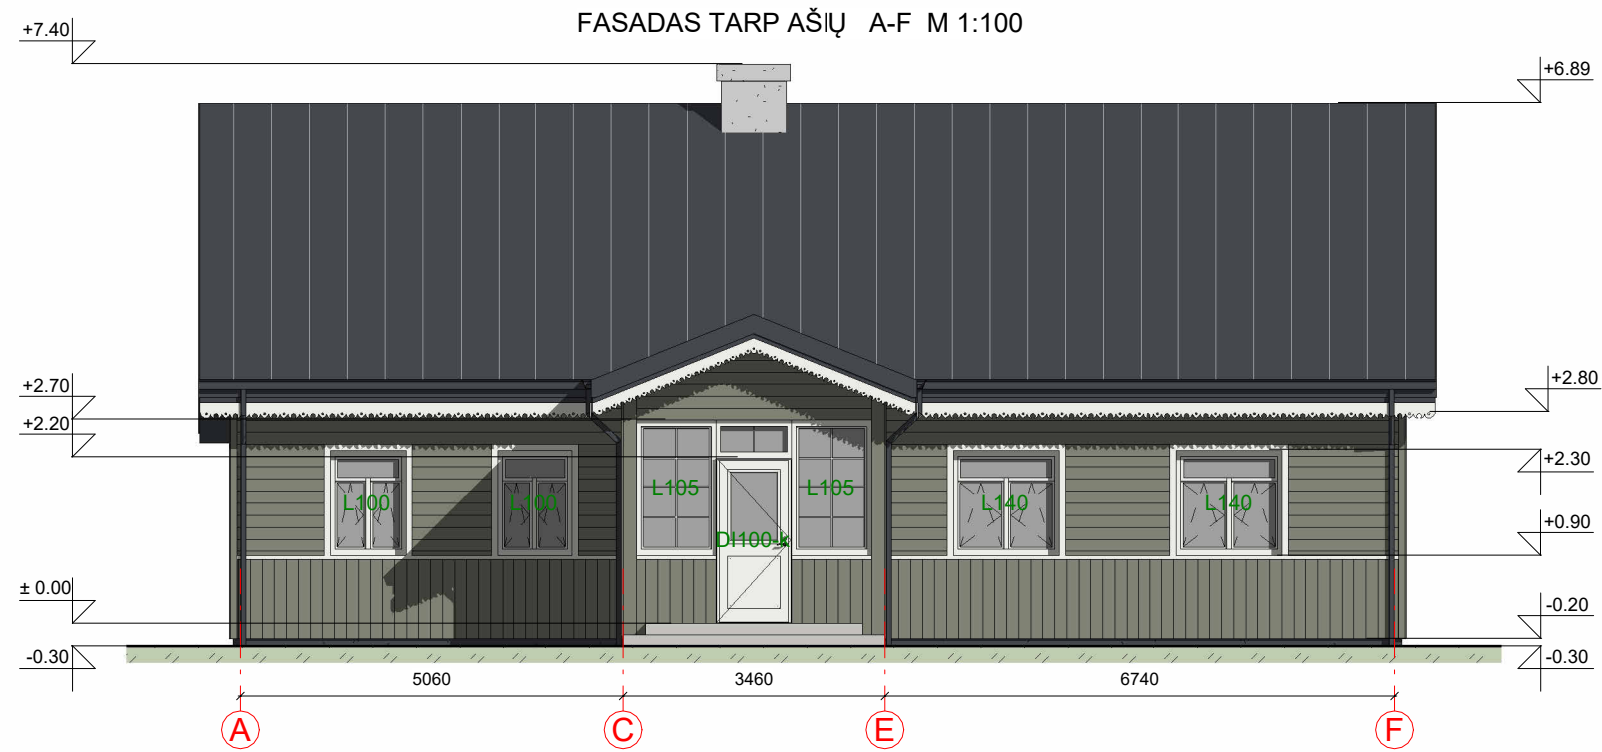 FASADAS TARP AŠIŲ A-F M 1:100
+7.40
+6.89
+2.70
+2.80
+2.20
+2.30
L100
L100
L105
L105
L140
L140
+0.90
DI100-k
± 0.00
-0.20
-0.30
-0.30
5060
3460
6740
A
C
E
F